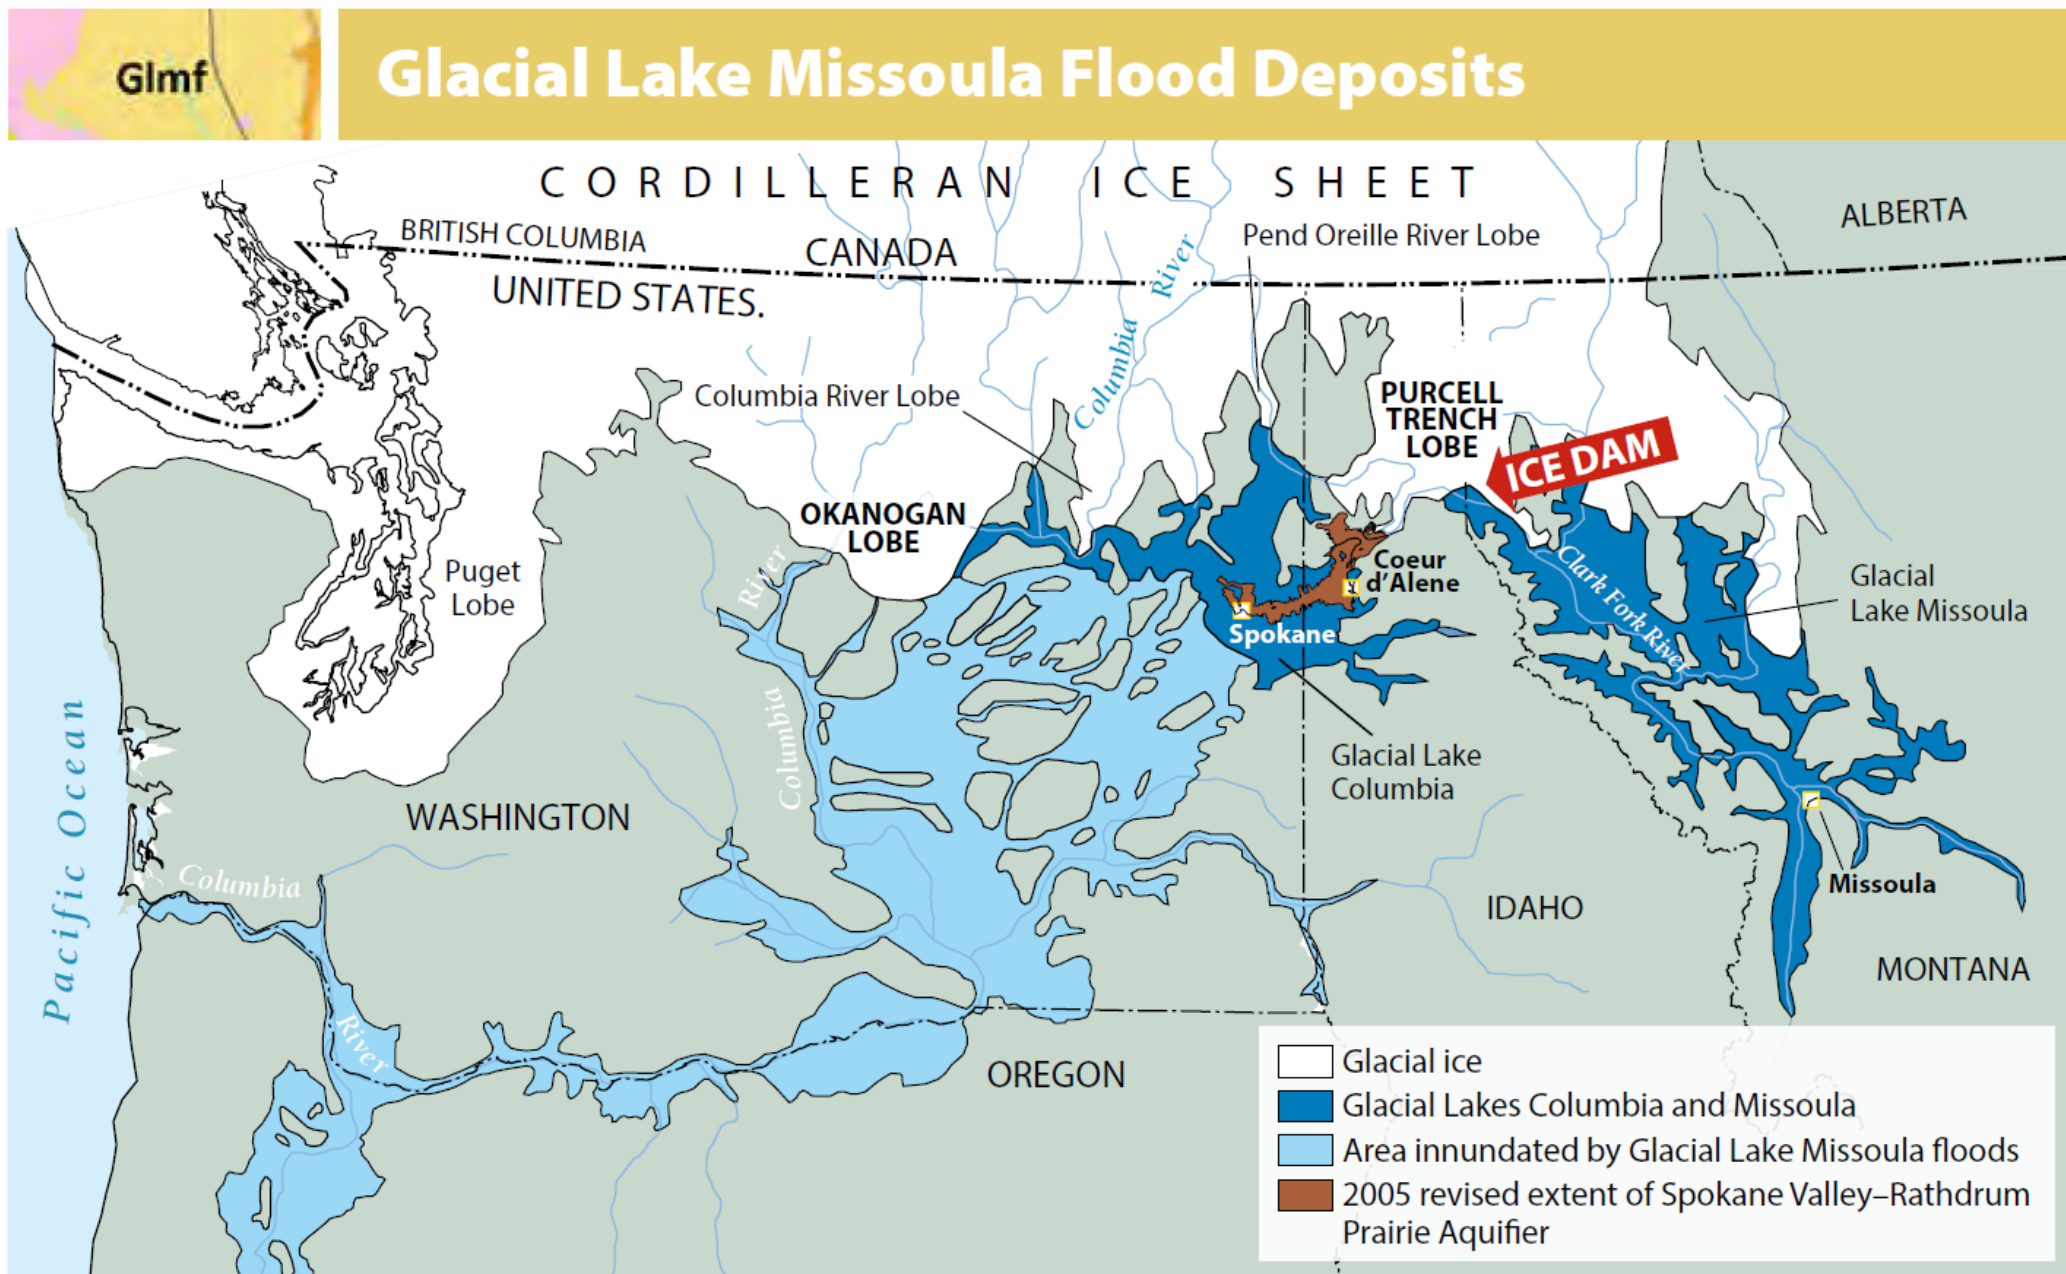 Glmf
Glacial Lake Missoula Flood Deposits
CORDILLERAN ICE SHEET
BRITISH COLUMBIA
CANADA
UNITED STATES.
ALBERTA
Pend Oreille River Lobe
Columbia
River
Columbia River Lobe
PURCELL
TRENCH
LOBE
ICE DAM
OKANOGAN
LOBE
Puget
Lobe
River
Columbia
Coeur
d'Alene
Spokane
Clark Fork River
Glacial
Lake Missoula
Glacial Lake
Columbia
Pacific Ocean
WASHINGTON
Columbia
River
IDAHO
Missoula
MONTANA
OREGON
Glacial ice
Glacial Lakes Columbia and Missoula
Area innundated by Glacial Lake Missoula floods
2005 revised extent of Spokane Valley–Rathdrum
Prairie Aquifier